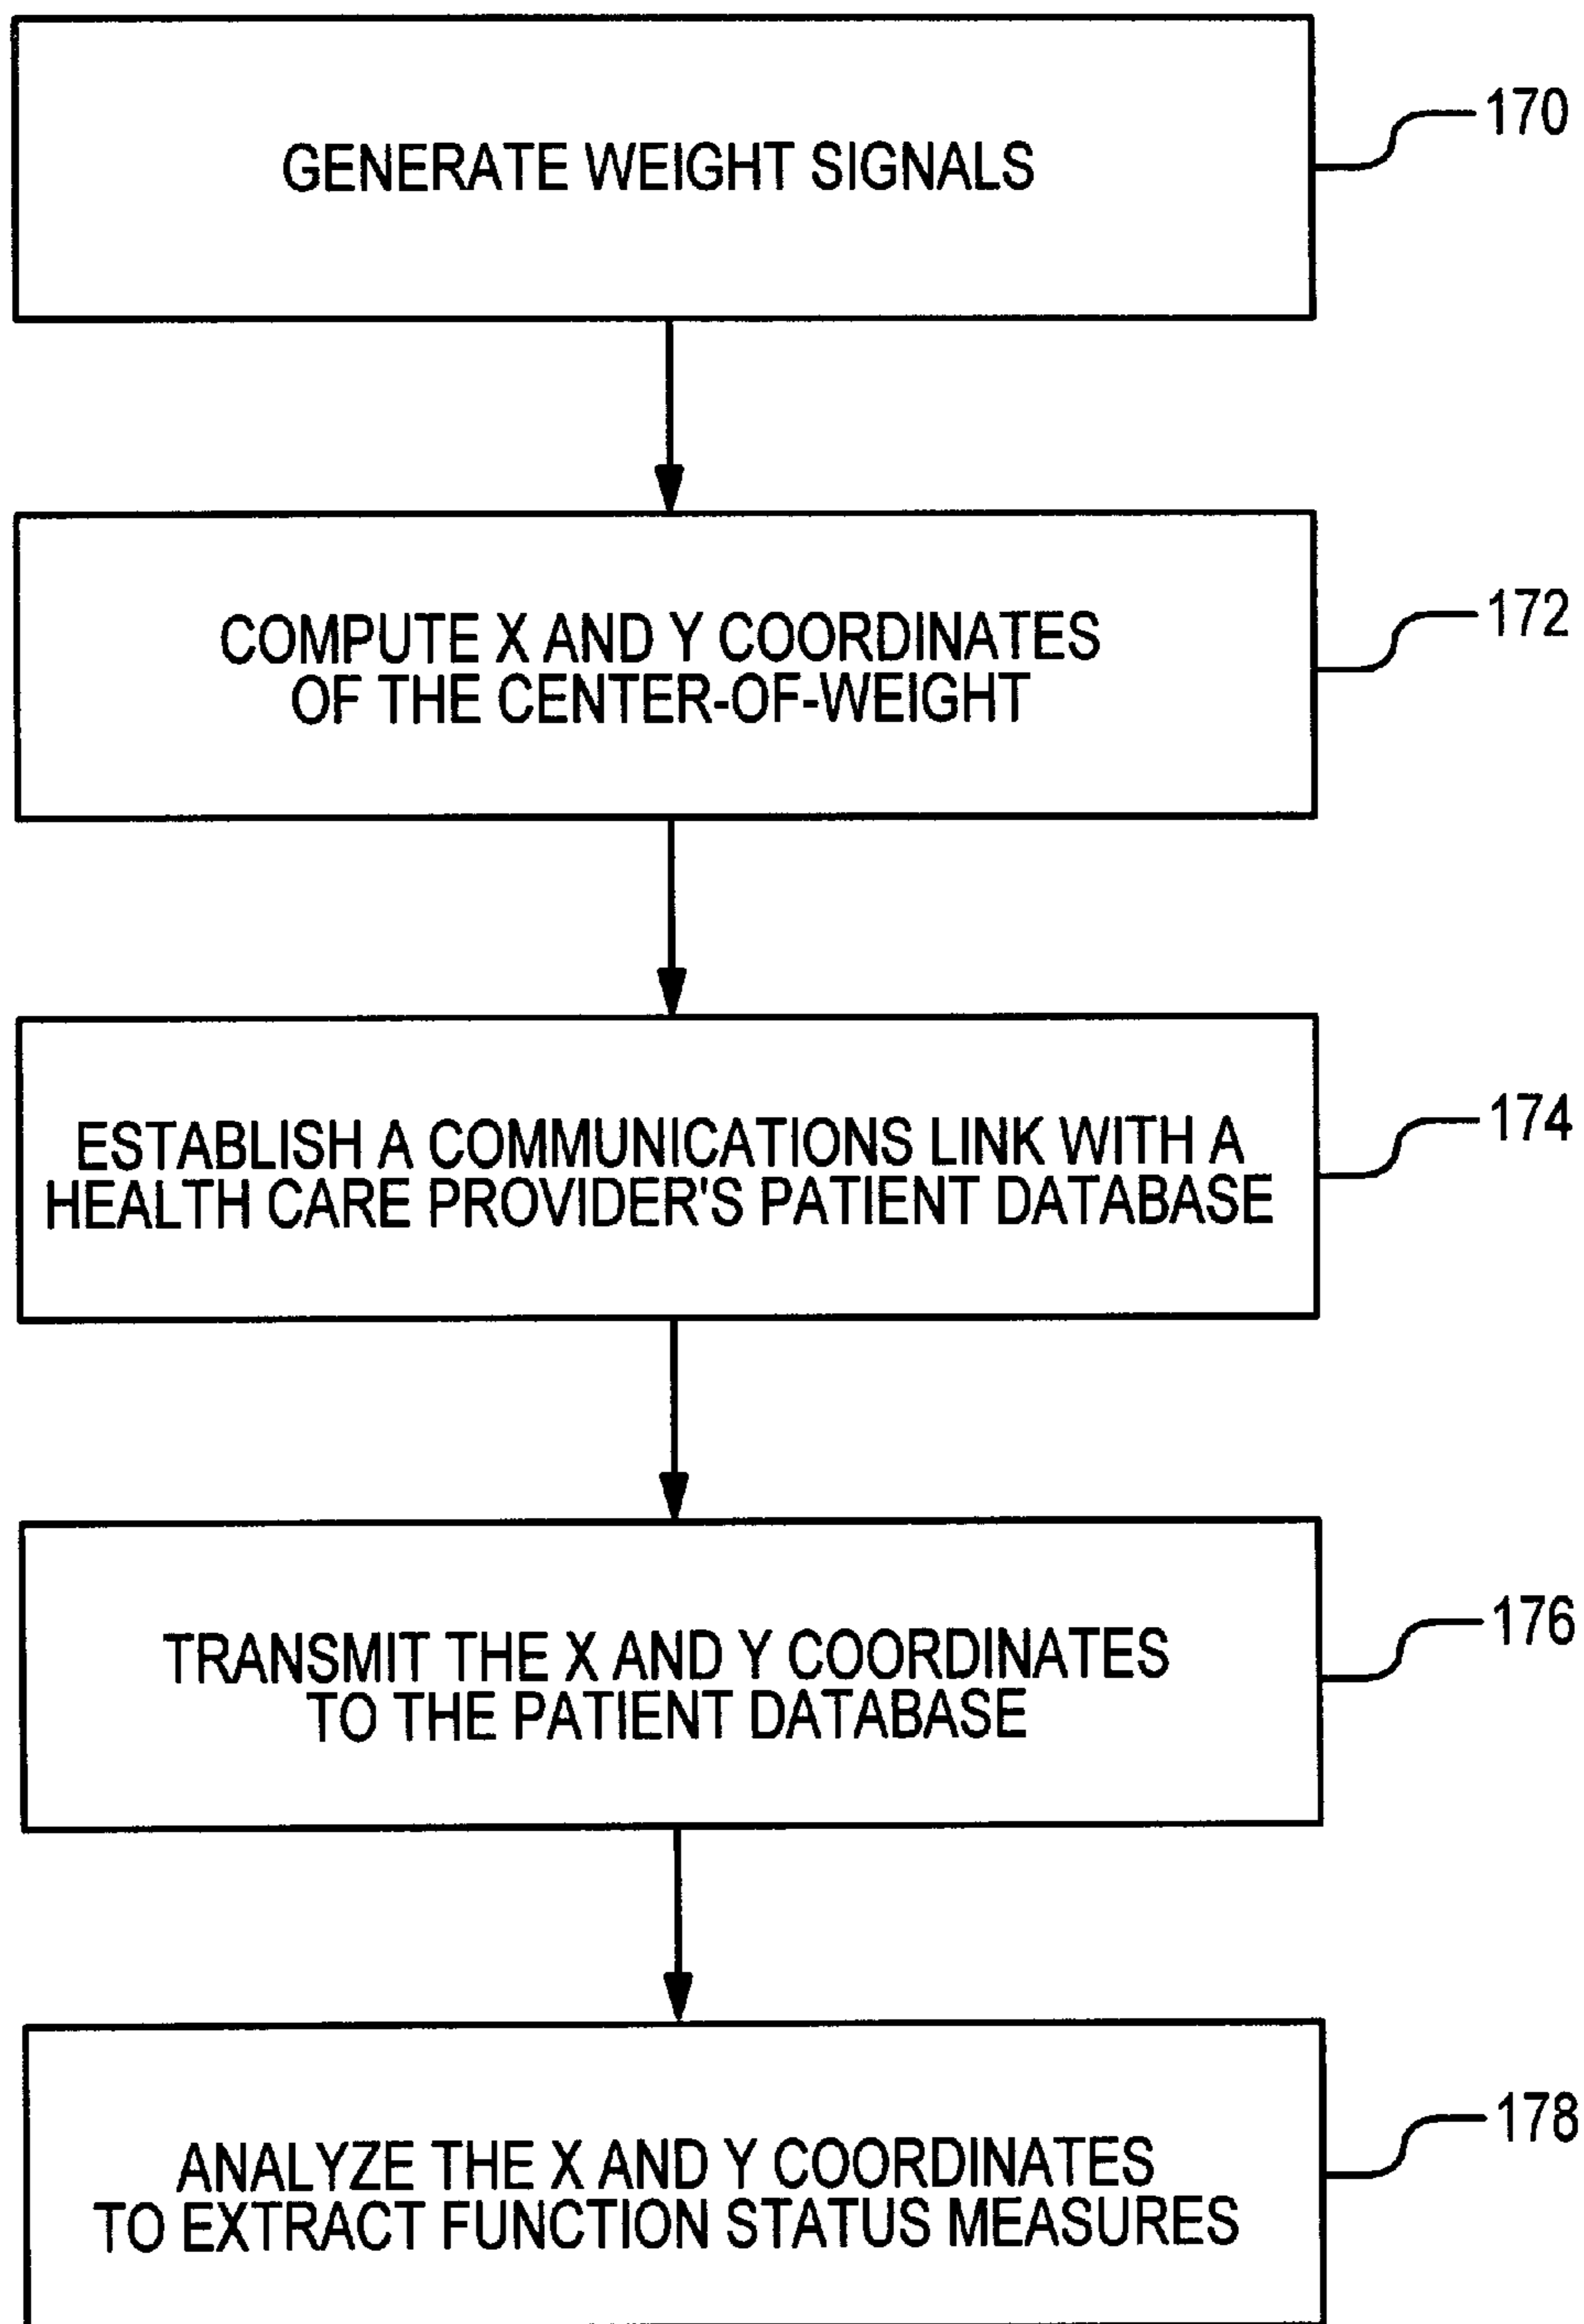 GENERATE WEIGHT SIGNALS
170
COMPUTE X AND Y COORDINATES
OF THE CENTER-OF-WEIGHT
172
ESTABLISH A COMMUNICATIONS LINK WITH A
HEALTH CARE PROVIDER'S PATIENT DATABASE
174
TRANSMIT THE X AND Y COORDINATES
TO THE PATIENT DATABASE
176
ANALYZE THE X AND Y COORDINATES
TO EXTRACT FUNCTION STATUS MEASURES
178